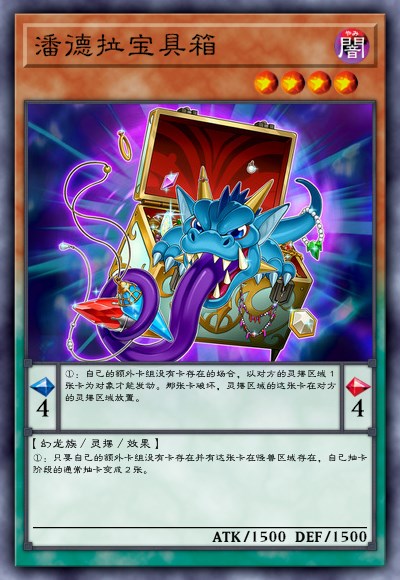 潘德拉宝具箱
やみ
闇
①：自己的额外卡组没有卡存在的场合，以对方的灵摆区域1
张卡为对象才能发动。那张卡破坏，灵摆区域的这张卡在对方
的灵摆区域放置。
4
4
【幻龙族／灵摆／效果】
①：只要自己的额外卡组没有卡存在并有这张卡在怪兽区域存在，自己抽卡
阶段的通常抽卡变成2张。
ATK/1500 DEF/1500